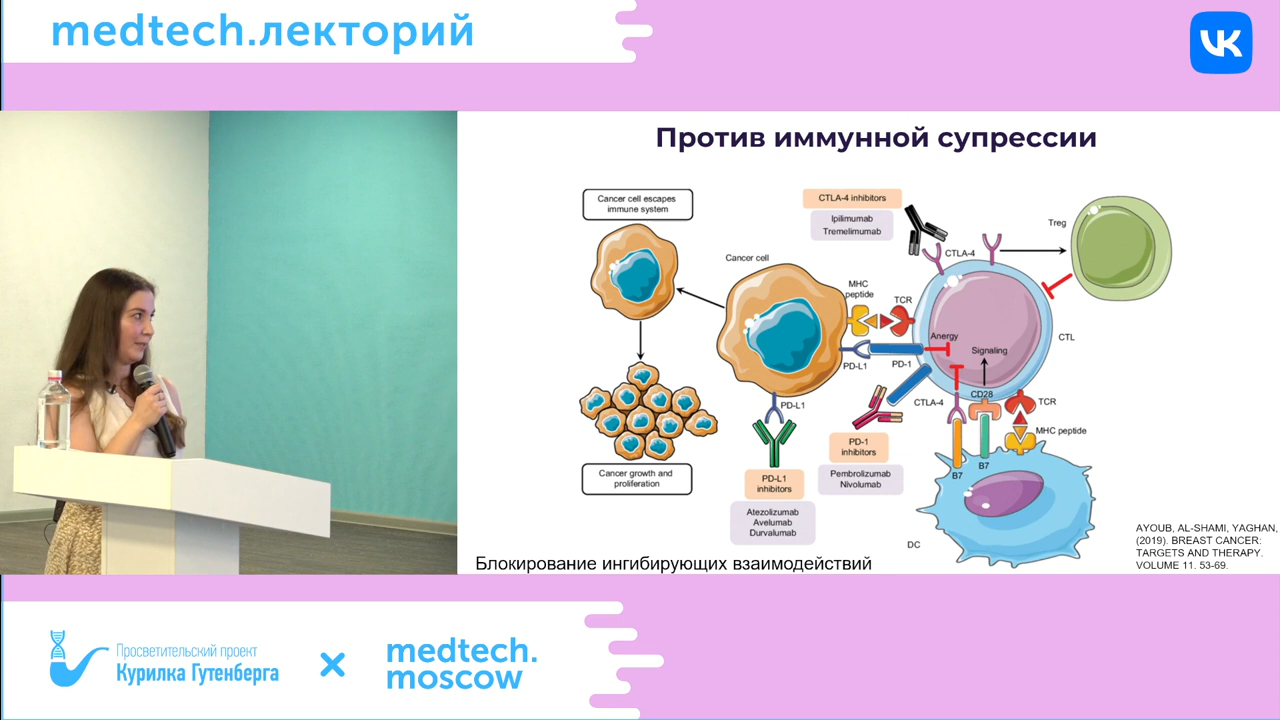 medtech.лекторий
VK
Против иммунной супрессии
Cancer cell escapes
immune system
CTLA-4 inhibitors
Ipilimumab
Tremelimumab
Treg
CTLA-4
Cancer cell
MHC
peptide
TCR
Anergy
CTL
Signaling
PD-L1
PD-1
CTLA-4
CD28
TCR
PD-L1
MHC peptide
PD-1
inhibitors
B7
B7
Cancer growth and
proliferation
PD-L1
inhibitors
Pembrolizumab
Nivolumab
Atezolizumab
Avelumab
Durvalumab
DC
AYOUB, AL-SHAMI, YAGHAN,
(2019). BREAST CANCER:
TARGETS AND THERAPY.
VOLUME 11. 53-69.
Блокирование ингибирующих взаимодействий
Просветительский проект
Курилка Гутенберга
×
medtech.
moscow